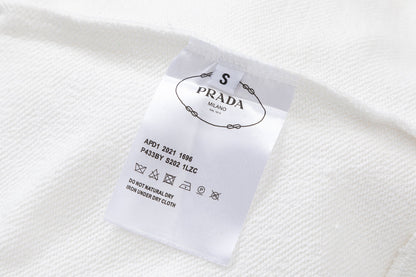 S
PRADA
MILANO
APD1 2021 1696
P433BY S202 1LZC
DO NOT NATURAL DRY
IRON UNDER DRY CLOTH